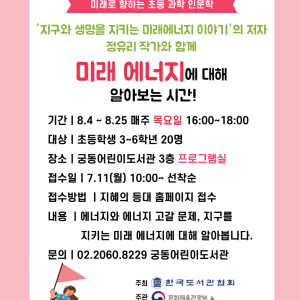 미래로 향하는 초등 과학 인문학
'지구와 생명을 지키는 미래에너지 이야기'의 저자
정유리 작가와 함께
미래 에너지에 대해
알아보는 시간!
기간 | 8.4 ~ 8.25 매주 목요일 16:00~18:00
대상 | 초등학생 3~6학년 20명
장소 | 궁동어린이도서관 3층 프로그램실
접수일 | 7.11(월) 10:00~ 선착순
접수방법 | 지혜의 등대 홈페이지 접수
내용 | 에너지와 에너지 고갈 문제, 지구를
지키는 미래 에너지에 대해 알아봅니다.
문의 | 02.2060.8229 궁동어린이도서관
주최 한국도서관협회
주관 문화체육관광부